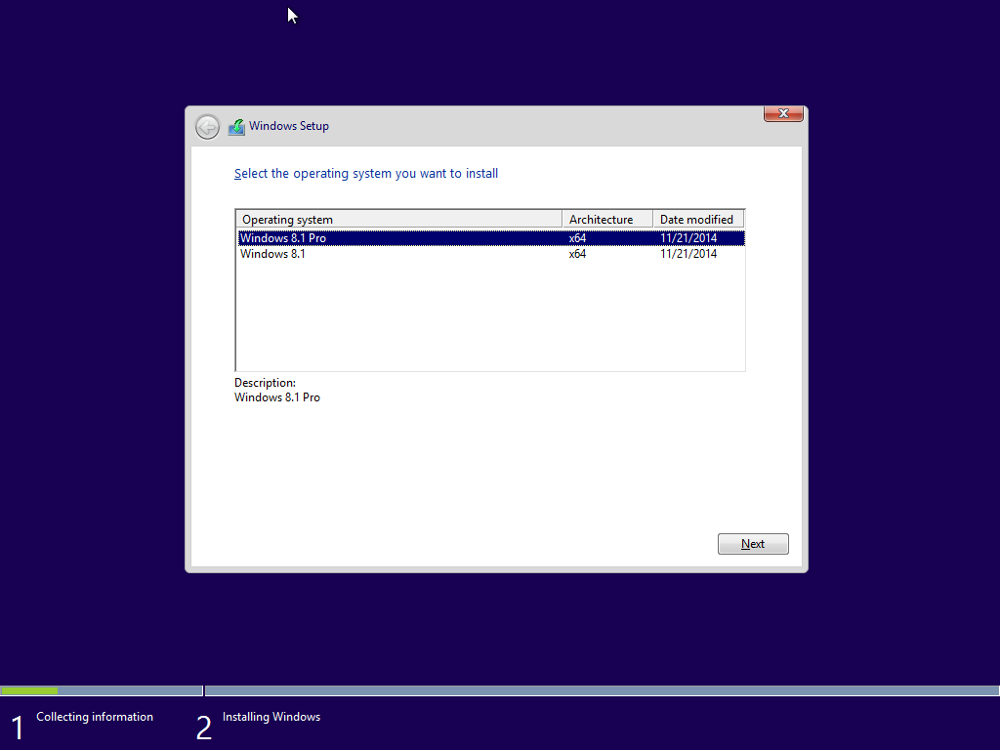 Windows Setup
Select the operating system you want to install
Operating system Architecture Date modified
Windows 8.1 Pro x64 11/21/2014
Windows 8.1 x64 11/21/2014
Description:
Windows 8.1 Pro
Next
1 Collecting information 2 Installing Windows